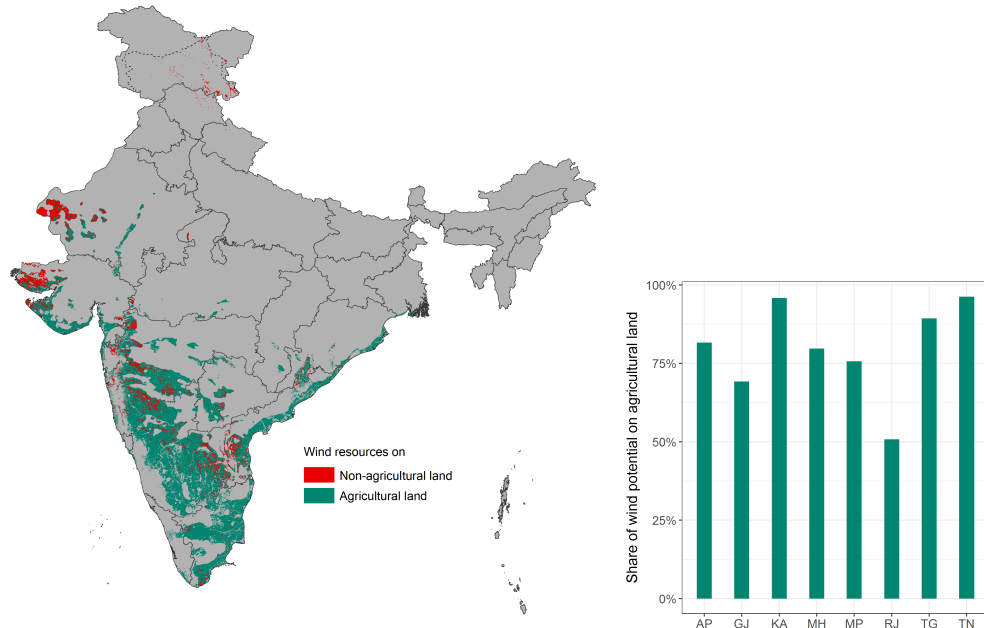 Wind resources on
Non-agricultural land
Agricultural land
Share of wind potential on agricultural land
100%
75%
50%
25%
0%
AP GJ KA MH MP RJ TG TN